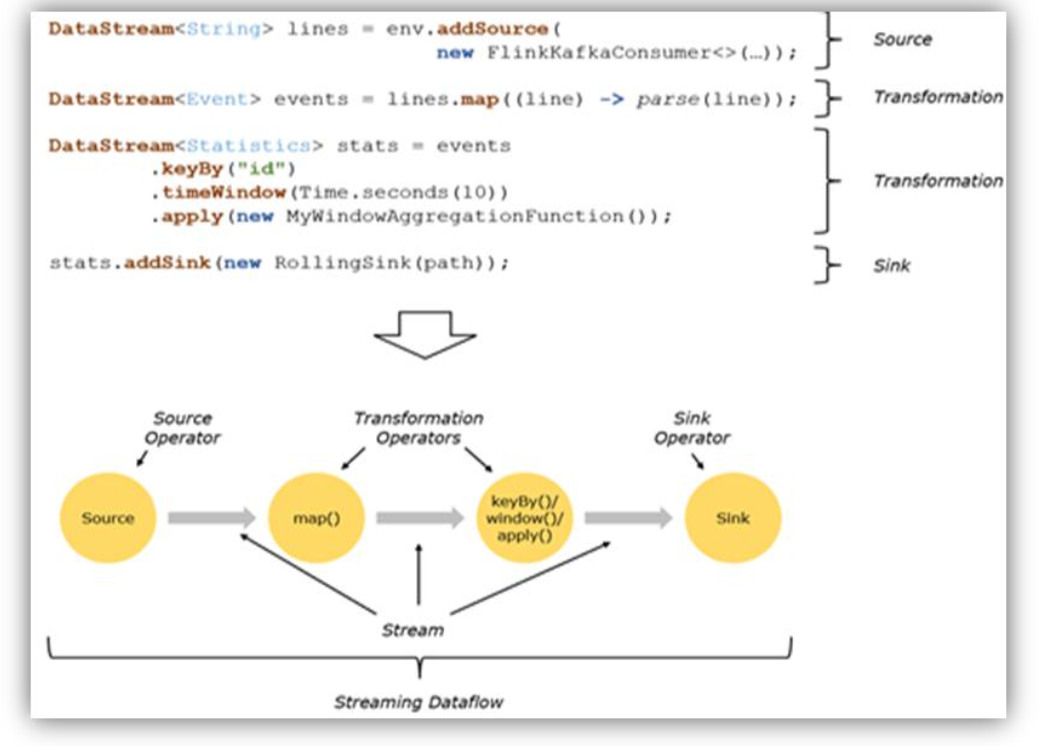 DataStream<String> lines = env.addSource(
new FlinkKafkaConsumer<>(…));
Source
DataStream<Event> events = lines.map((line) -> parse(line));
Transformation
DataStream<Statistics> stats = events
.keyBy("id")
.timeWindow(Time.seconds(10))
.apply(new MyWindowAggregationFunction());
Transformation
stats.addSink(new RollingSink(path));
Sink
Source
Operator
Transformation
Operators
Sink
Operator
Source
map()
keyBy()/
window()/
apply()
Sink
Stream
Streaming Dataflow